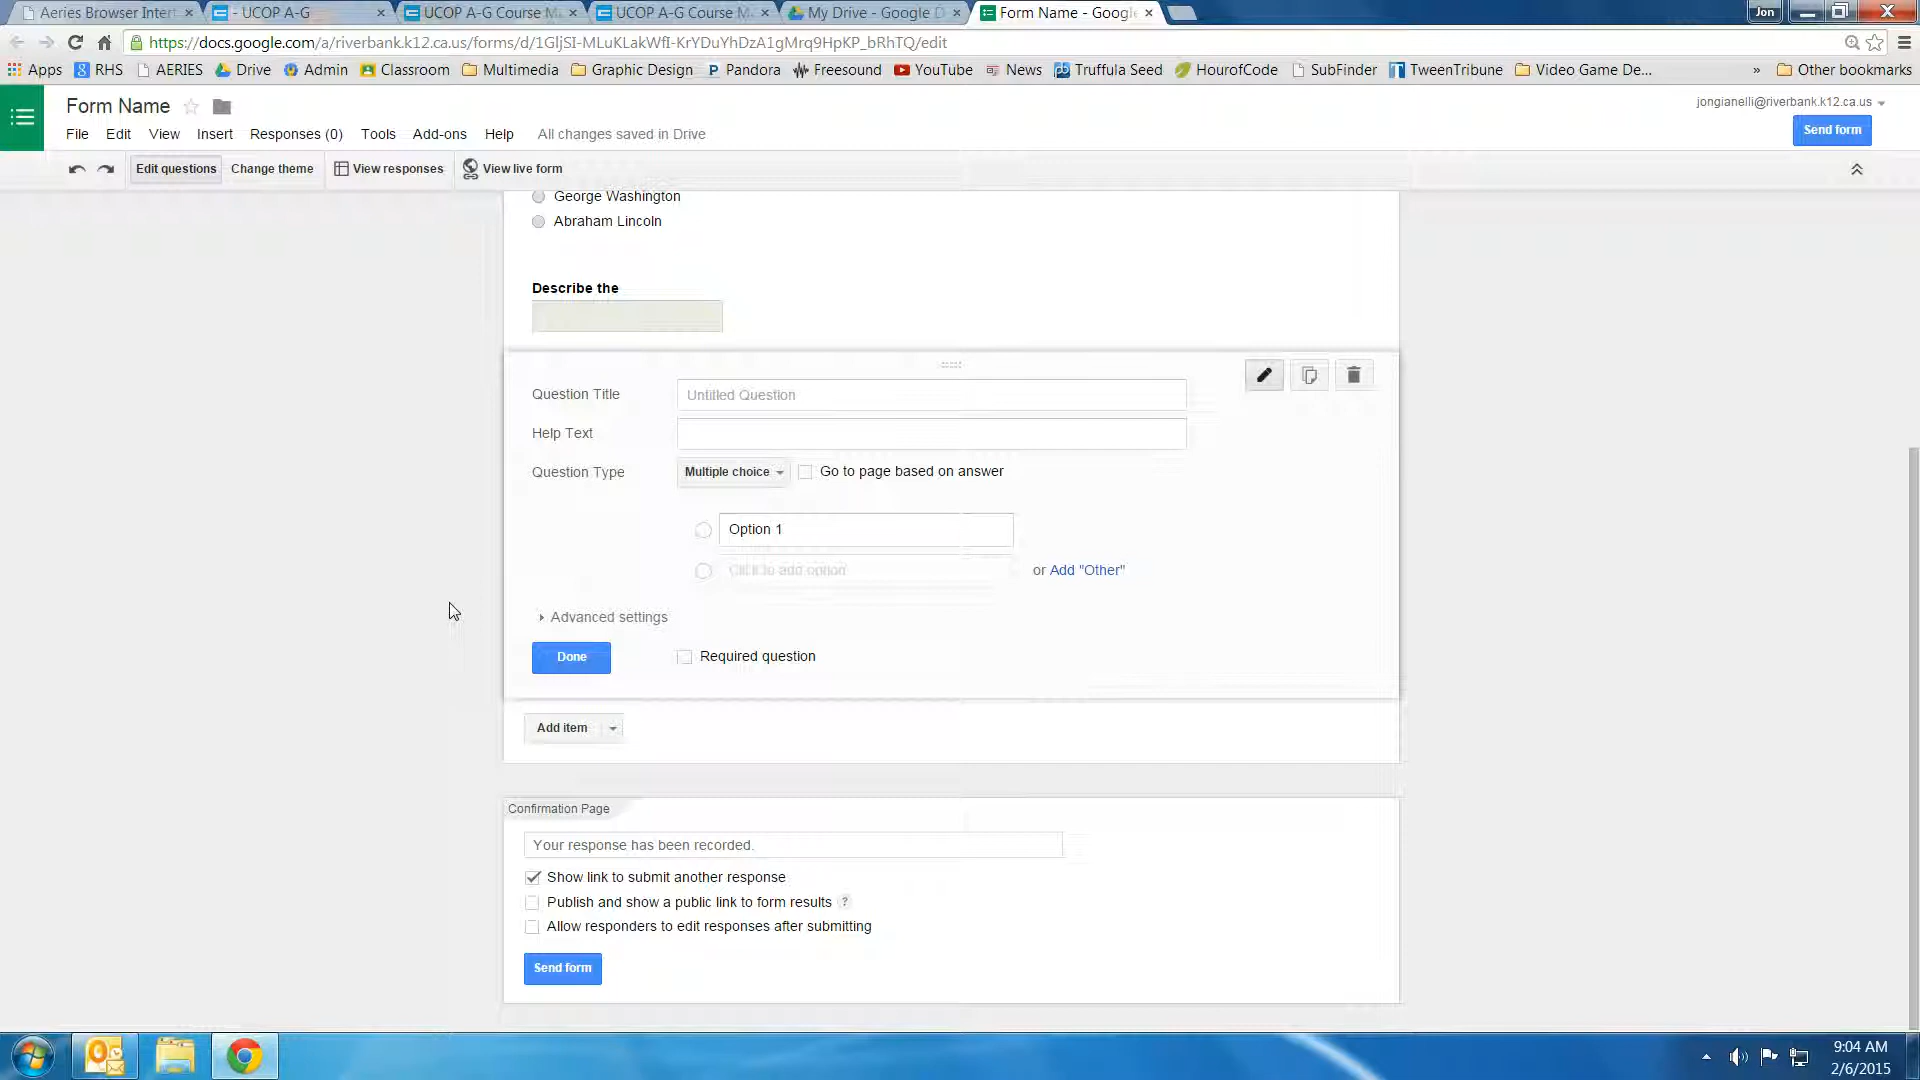 Aeries Browser Inter
- UCOP A-G
UCOP A-G Course M
UCOP A-G Course M
My Drive - Google D
Form Name - Google
Jon
https://docs.google.com/a/riverbank.k12.ca.us/forms/d/1GljSI-MLuKLakWfI-KrYDuYhDzA1gMrq9HpKP_bRhTQ/edit
Apps
RHS
AERIES
Drive
Admin
Classroom
Multimedia
Graphic Design
Pandora
Freesound
YouTube
News
Truffula Seed
HourofCode
SubFinder
TweenTribune
Video Game De...
»
Other bookmarks
Form Name
jongianelli@riverbank.k12.ca.us
File Edit View Insert Responses (0) Tools Add-ons Help All changes saved in Drive
Send form
Edit questions Change theme View responses View live form
George Washington
Abraham Lincoln
Describe the
Question Title Untitled Question
Help Text
Question Type Multiple choice Go to page based on answer
Option 1
Click to add option or Add "Other"
Advanced settings
Done Required question
Add item
Confirmation Page
Your response has been recorded.
Show link to submit another response
Publish and show a public link to form results ?
Allow responders to edit responses after submitting
Send form
9:04 AM
2/6/2015